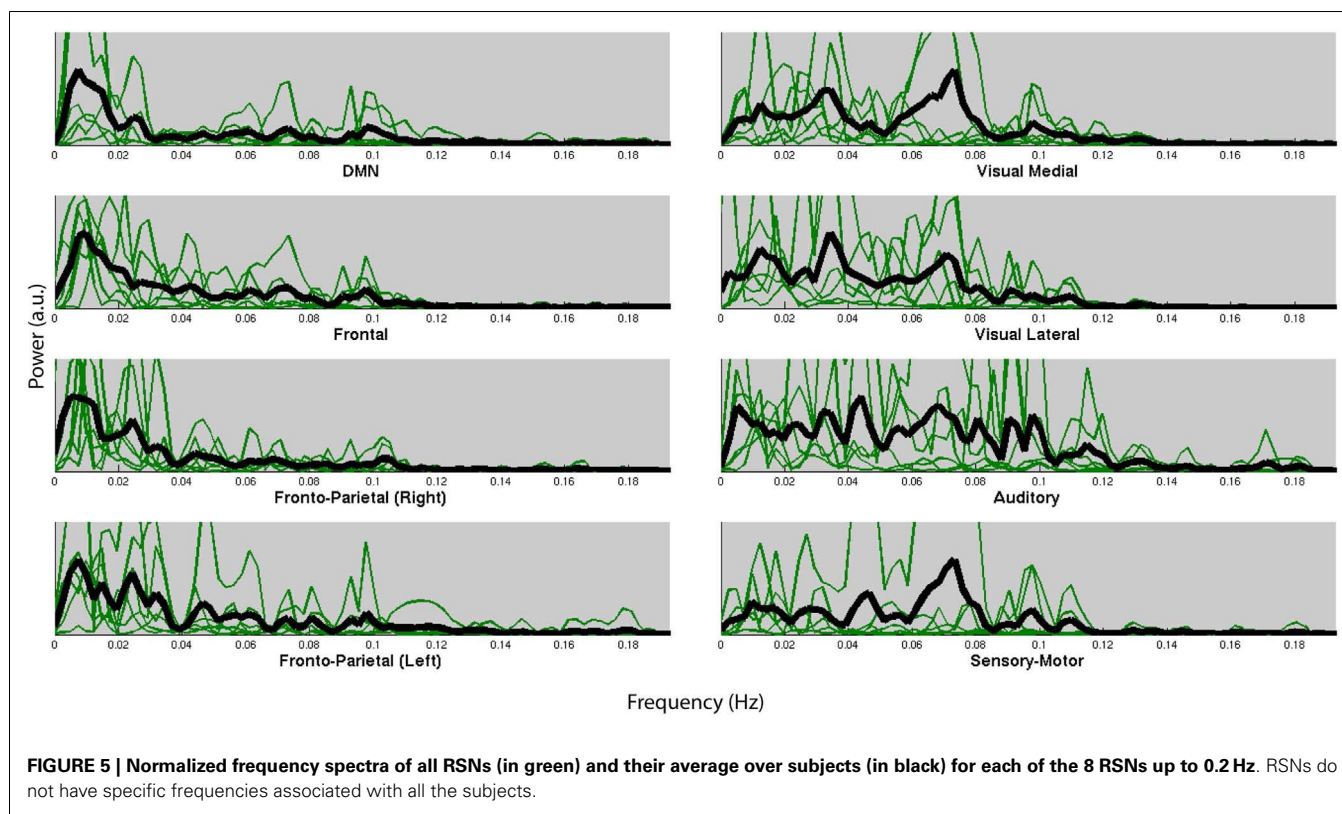 0 0.02 0.04 0.06 0.08 0.1 0.12 0.14 0.16 0.18
DMN
0 0.02 0.04 0.06 0.08 0.1 0.12 0.14 0.16 0.18
Visual Medial
0 0.02 0.04 0.06 0.08 0.1 0.12 0.14 0.16 0.18
Frontal
0 0.02 0.04 0.06 0.08 0.1 0.12 0.14 0.16 0.18
Visual Lateral
Power (a.u.)
0 0.02 0.04 0.06 0.08 0.1 0.12 0.14 0.16 0.18
Fronto-Parietal (Right)
0 0.02 0.04 0.06 0.08 0.1 0.12 0.14 0.16 0.18
Auditory
0 0.02 0.04 0.06 0.08 0.1 0.12 0.14 0.16 0.18
Fronto-Parietal (Left)
0 0.02 0.04 0.06 0.08 0.1 0.12 0.14 0.16 0.18
Sensory-Motor
Frequency (Hz)
FIGURE 5 | Normalized frequency spectra of all RSNs (in green) and their average over subjects (in black) for each of the 8 RSNs up to 0.2 Hz. RSNs do
not have specific frequencies associated with all the subjects.